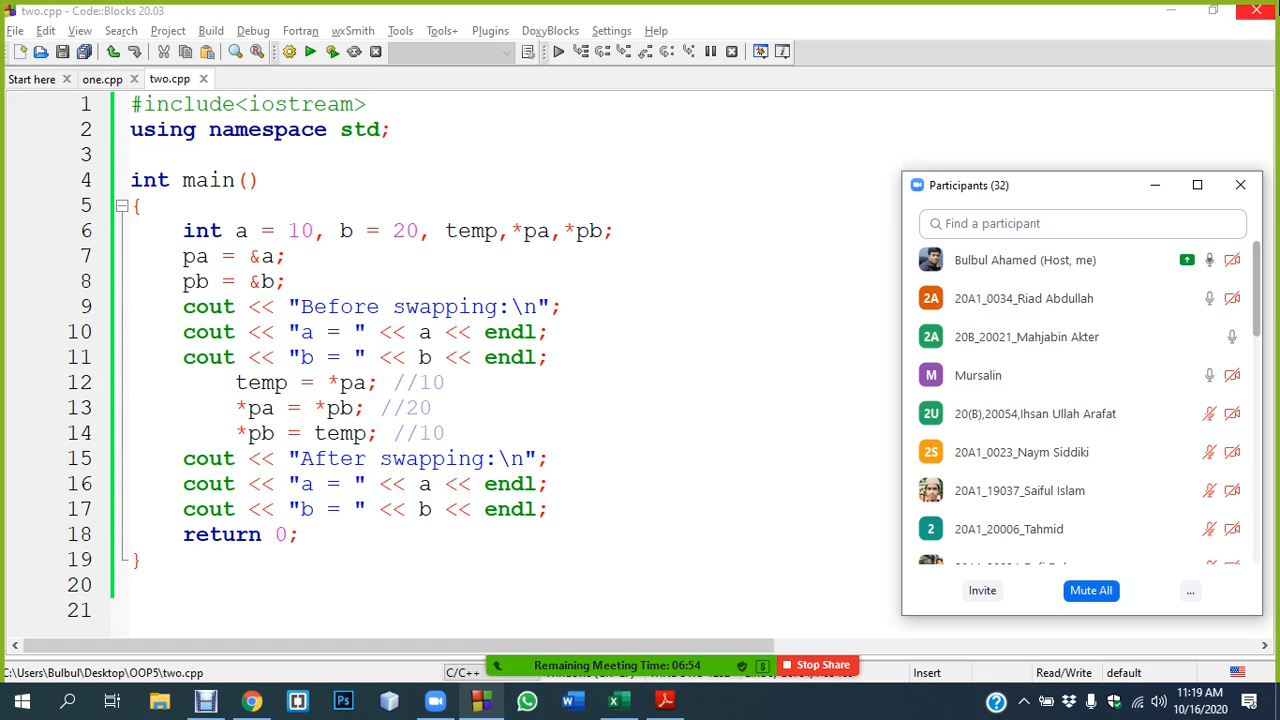 two.cpp - Code::Blocks 20.03
File Edit View Search Project Build Debug Fortran wxSmith Tools Tools+ Plugins DoxyBlocks Settings Help
Start here one.cpp two.cpp
1 #include<iostream>
2 using namespace std;
3
4 int main()
5 {
6 int a = 10, b = 20, temp,*pa,*pb;
7 pa = &a;
8 pb = &b;
9 cout << "Before swapping:\n";
10 cout << "a = " << a << endl;
11 cout << "b = " << b << endl;
12 temp = *pa; //10
13 *pa = *pb; //20
14 *pb = temp; //10
15 cout << "After swapping:\n";
16 cout << "a = " << a << endl;
17 cout << "b = " << b << endl;
18 return 0;
19 }
20
21
Participants (32)
Find a participant
Bulbul Ahamed (Host, me)
2A 20A1_0034_Riad Abdullah
2A 20B_20021_Mahjabin Akter
M Mursalin
2U 20(B),20054,Ihsan Ullah Arafat
2S 20A1_0023_Naym Siddiki
20A1_19037_Saiful Islam
2 20A1_20006_Tahmid
Invite Mute All ...
C:\Users\Bulbul\Desktop\OOP5\two.cpp C/C++ Remaining Meeting Time: 06:54 Stop Share Insert Read/Write default
11:19 AM
10/16/2020